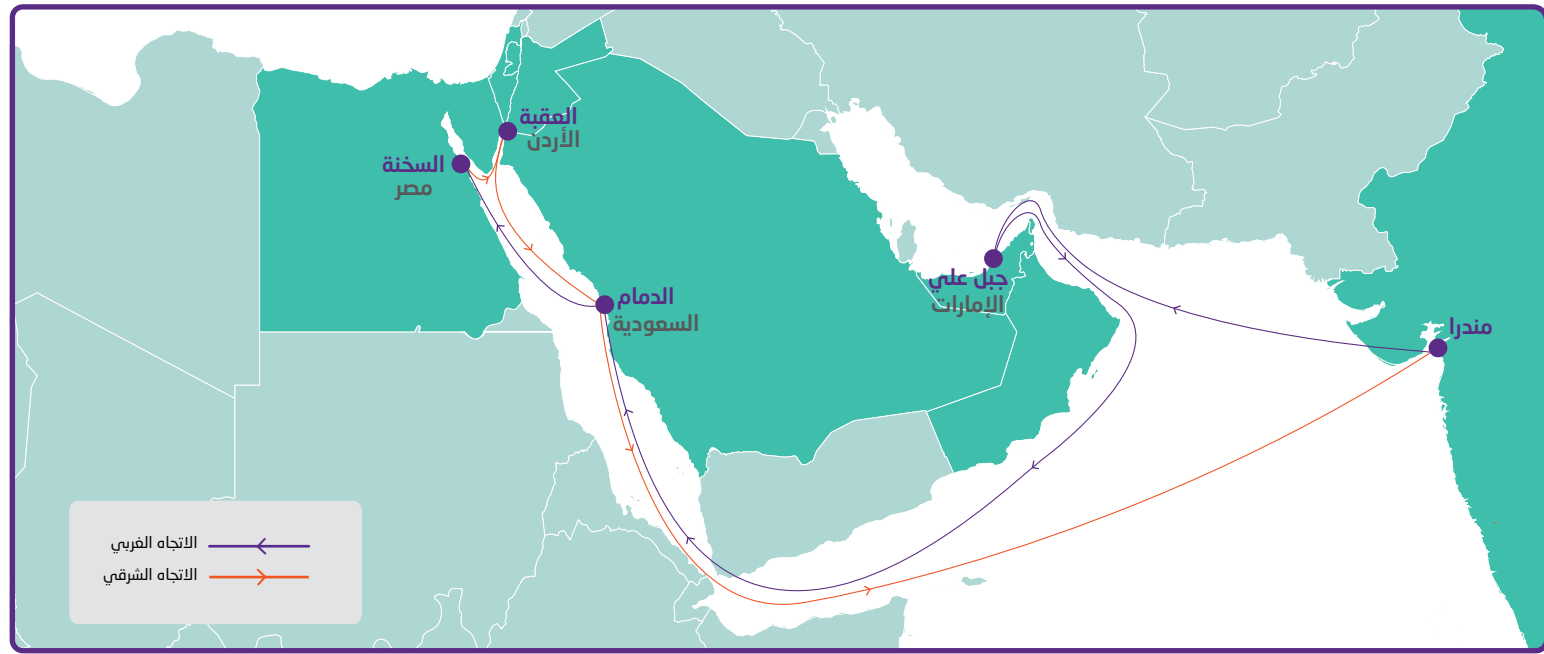 العقبة
الأردن
السخنة
مصر
جبل علي
الإمارات
الدمام
السعودية
مندرا
الاتجاه الغربي
الاتجاه الشرقي